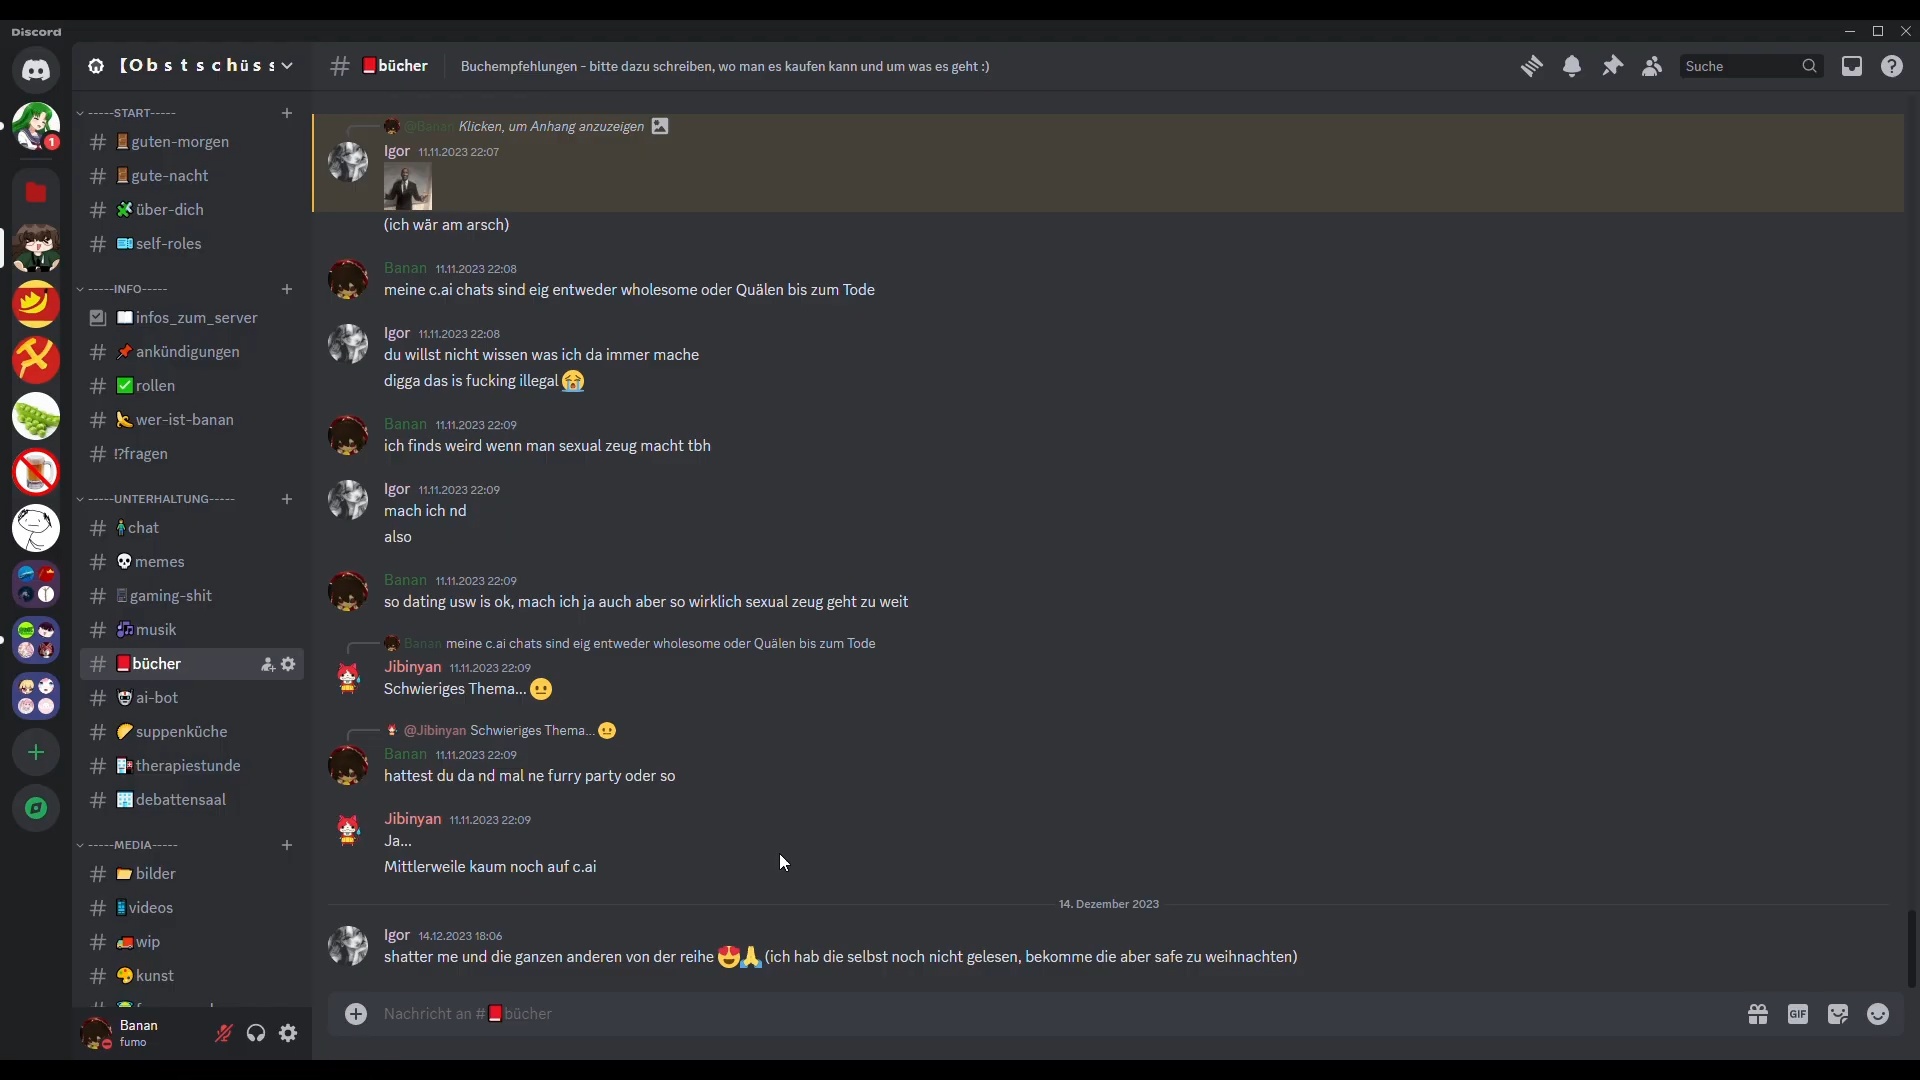 Discord
【O b s t s c h ü s s
-----START-----
guten-morgen
gute-nacht
über-dich
self-roles
-----INFO-----
infos_zum_server
ankündigungen
rollen
wer-ist-banan
!?fragen
-----UNTERHALTUNG-----
chat
memes
gaming-shit
musik
bücher
ai-bot
suppenküche
therapiestunde
debattensaal
-----MEDIA-----
bilder
videos
wip
kunst
Banan
fumo
# 📕bücher
Buchempfehlungen - bitte dazu schreiben, wo man es kaufen kann und um was es geht :)
Suche
1
@Banan Klicken, um Anhang anzuzeigen
Igor 11.11.2023 22:07
(ich wär am arsch)
Banan 11.11.2023 22:08
meine c.ai chats sind eig entweder wholesome oder Quälen bis zum Tode
Igor 11.11.2023 22:08
du willst nicht wissen was ich da immer mache
digga das is fucking illegal 😭
Banan 11.11.2023 22:09
ich finds weird wenn man sexual zeug macht tbh
Igor 11.11.2023 22:09
mach ich nd
also
Banan 11.11.2023 22:09
so dating usw is ok, mach ich ja auch aber so wirklich sexual zeug geht zu weit
Banan meine c.ai chats sind eig entweder wholesome oder Quälen bis zum Tode
Jibinyan 11.11.2023 22:09
Schwieriges Thema... 😐
@Jibinyan Schwieriges Thema... 😐
Banan 11.11.2023 22:09
hattest du da nd mal ne furry party oder so
Jibinyan 11.11.2023 22:09
Ja...
Mittlerweile kaum noch auf c.ai
14. Dezember 2023
Igor 14.12.2023 18:06
shatter me und die ganzen anderen von der reihe 😍🙏 (ich hab die selbst noch nicht gelesen, bekomme die aber safe zu weihnachten)
Nachricht an #📕bücher
GIF